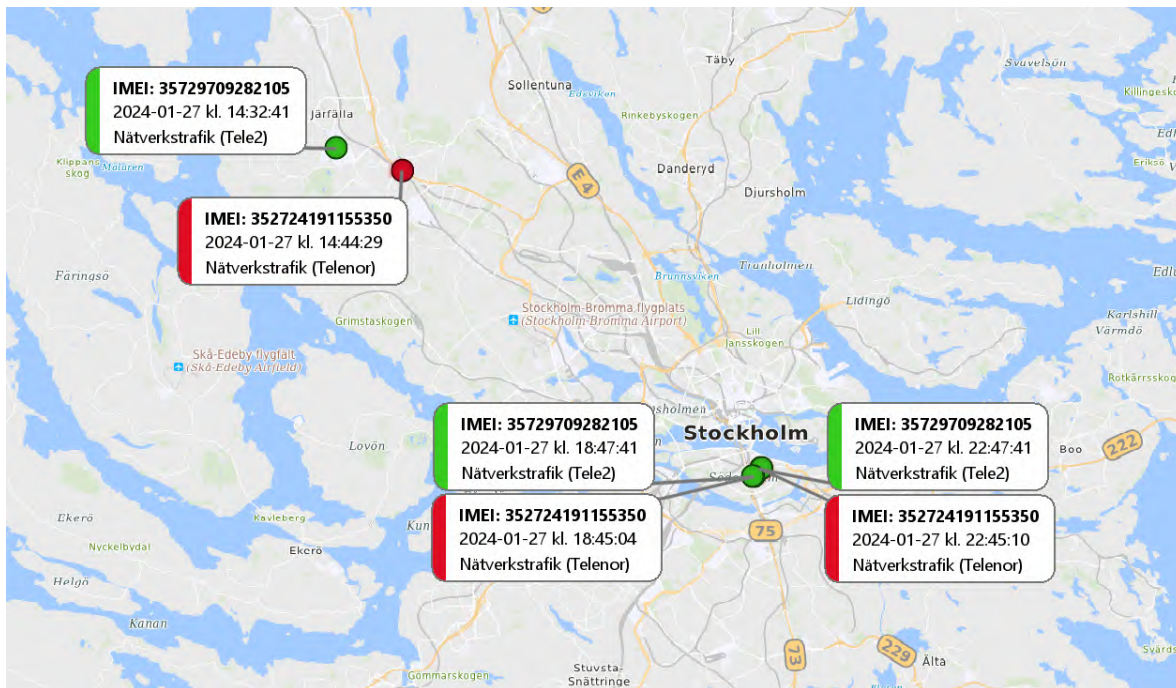 Svavelsön
Täby
Sollentuna
Edsviken
IMEI: 35729709282105
2024-01-27 kl. 14:32:41
Nätverkstrafik (Tele2)
Järfälla
Rinkebyskogen
Klippans
skog
Mälaren
Danderyd
Djursholm
E 4
IMEI: 352724191155350
2024-01-27 kl. 14:44:29
Nätverkstrafik (Telenor)
Färingsö
Brunnsviken
Tranholmen
Lidingö
Stockholm-Bromma flygplats
(Stockholm-Bromma Airport)
Grimstaskogen
Lill
Jansskogen
Karlshill
Värmdö
Skå-Edeby flygfält
(Skå-Edeby Airfield)
Rotkärrsskog
IMEI: 35729709282105
2024-01-27 kl. 18:47:41
Nätverkstrafik (Tele2)
Stockholm
IMEI: 35729709282105
2024-01-27 kl. 22:47:41
Nätverkstrafik (Tele2)
Lovön
Boo
222
IMEI: 352724191155350
2024-01-27 kl. 18:45:04
Nätverkstrafik (Telenor)
IMEI: 352724191155350
2024-01-27 kl. 22:45:10
Nätverkstrafik (Telenor)
75
Ekerö
Kavleberg
Nyckelbydal
Ekerö
Helgö
Kanan
73
229
Älta
Stuvsta-
Snättringe
Gömmarskogen